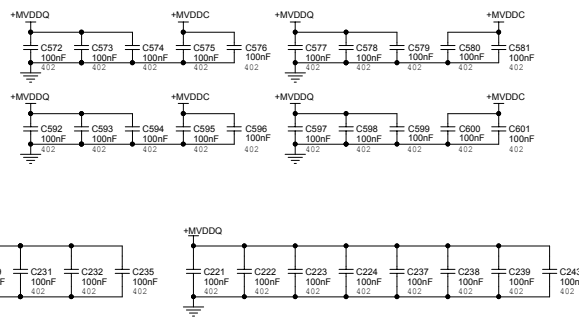 +MVDDQ +MVDDC +MVDDQ +MVDDC
C572 C573 C574 C575 C576 C577 C578 C579 C580 C581
100nF 100nF 100nF 100nF 100nF 100nF 100nF 100nF 100nF 100nF
402 402 402 402 402 402 402 402 402 402
+MVDDQ +MVDDC +MVDDQ +MVDDC
C592 C593 C594 C595 C596 C597 C598 C599 C600 C601
100nF 100nF 100nF 100nF 100nF 100nF 100nF 100nF 100nF 100nF
402 402 402 402 402 402 402 402 402 402
+MVDDQ
C231 C232 C235 C221 C222 C223 C224 C237 C238 C239 C243
F 100nF 100nF 100nF 100nF 100nF 100nF 100nF 100nF 100nF 100nF 100n
402 402 402 402 402 402 402 402 402 402 402